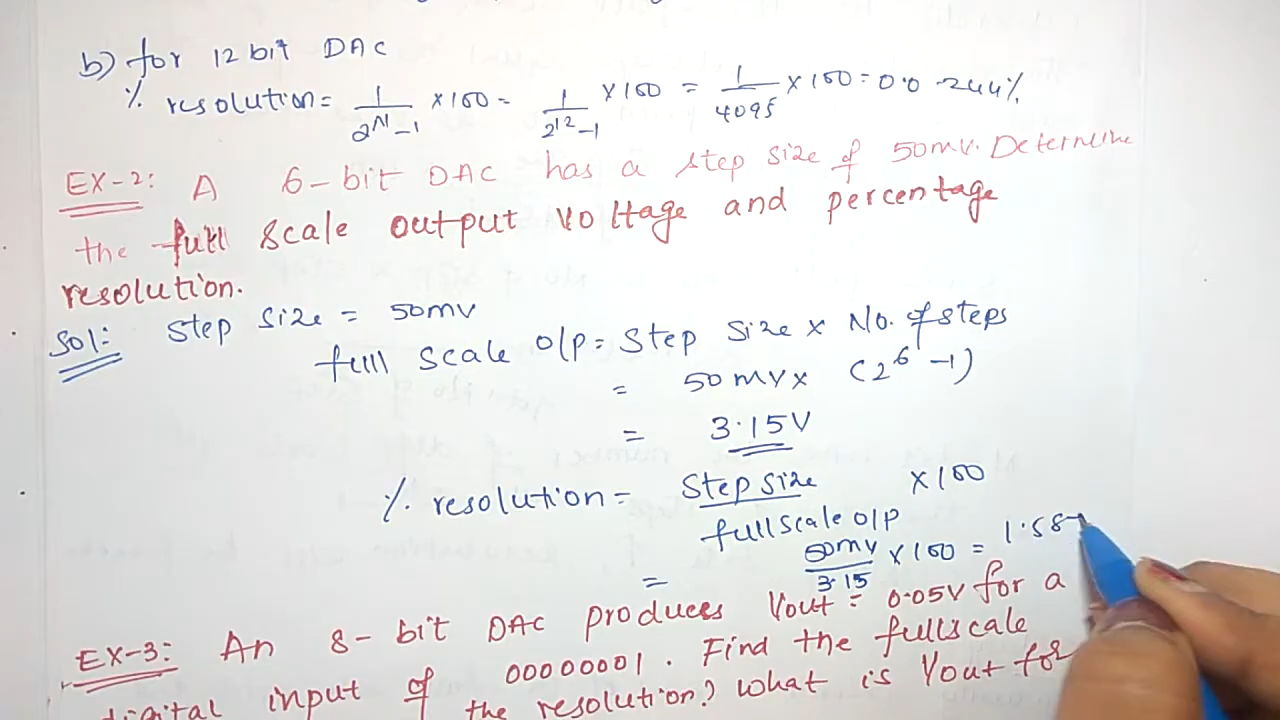 b) for 12 bit DAC
% resolution = 1/2^N-1 ×100 = 1/2^12-1 ×100 = 1/4095 ×100 = 0.0.244%
EX-2: A 6-bit DAC has a step size of 50mv. Determine
the full scale output voltage and percentage
resolution.
Sol: Step size = 50mv
full scale o/p = Step size × No. of steps
= 50mv × (2^6 -1)
= 3.15V
% resolution = Step size/full scale o/p ×100
= 50mv/3.15 ×100 = 1.58
EX-3: An 8-bit DAC produces Vout = 0.05V for a
digital input of 00000001. Find the fullscale
the resolution? what is Vout for